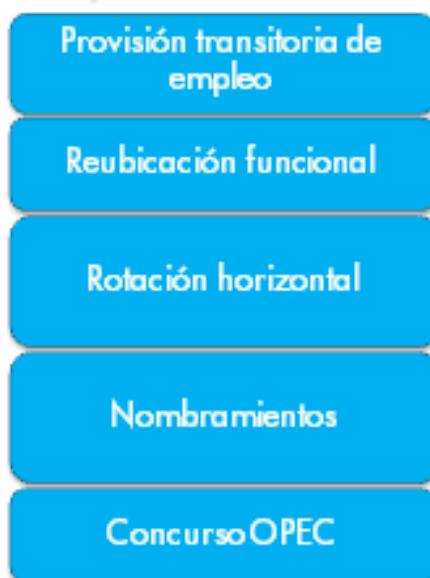 Provisión transitoria de
empleo
Reubicación funcional
Rotación horizontal
Nombramientos
Concurso OPEC